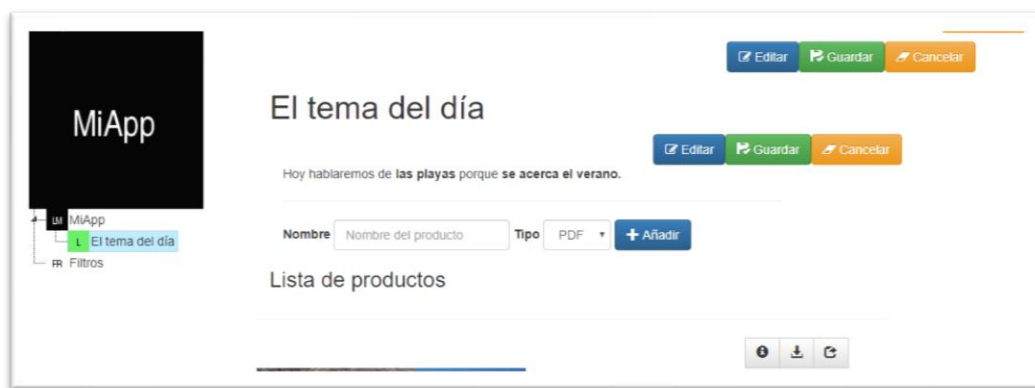 Editar Guardar Cancelar
MiApp
El tema del día
Editar Guardar Cancelar
Hoy hablaremos de las playas porque se acerca el verano.
LM MiApp
L El tema del día
FR Filtros
Nombre Nombre del producto Tipo PDF Añadir
Lista de productos